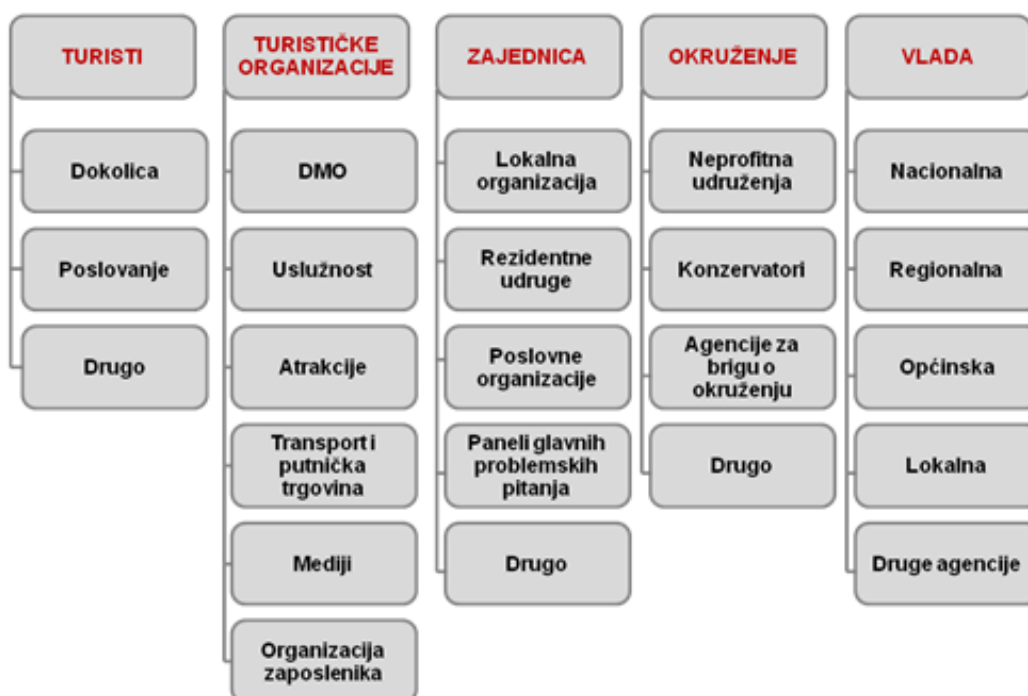 TURISTI
Dokolica
Poslovanje
Drugo
TURISTIČKE
ORGANIZACIJE
DMO
Uslužnost
Atrakcije
Transport i
putnička
trgovina
Mediji
Organizacija
zaposlenika
ZAJEDNICA
Lokalna
organizacija
Rezidentne
udruge
Poslovne
organizacije
Paneli glavnih
problemskih
pitanja
Drugo
OKRUŽENJE
Neprofitna
udruženja
Konzervatori
Agencije za
brigu o
okruženju
Drugo
VLADA
Nacionalna
Regionalna
Općinska
Lokalna
Druge agencije